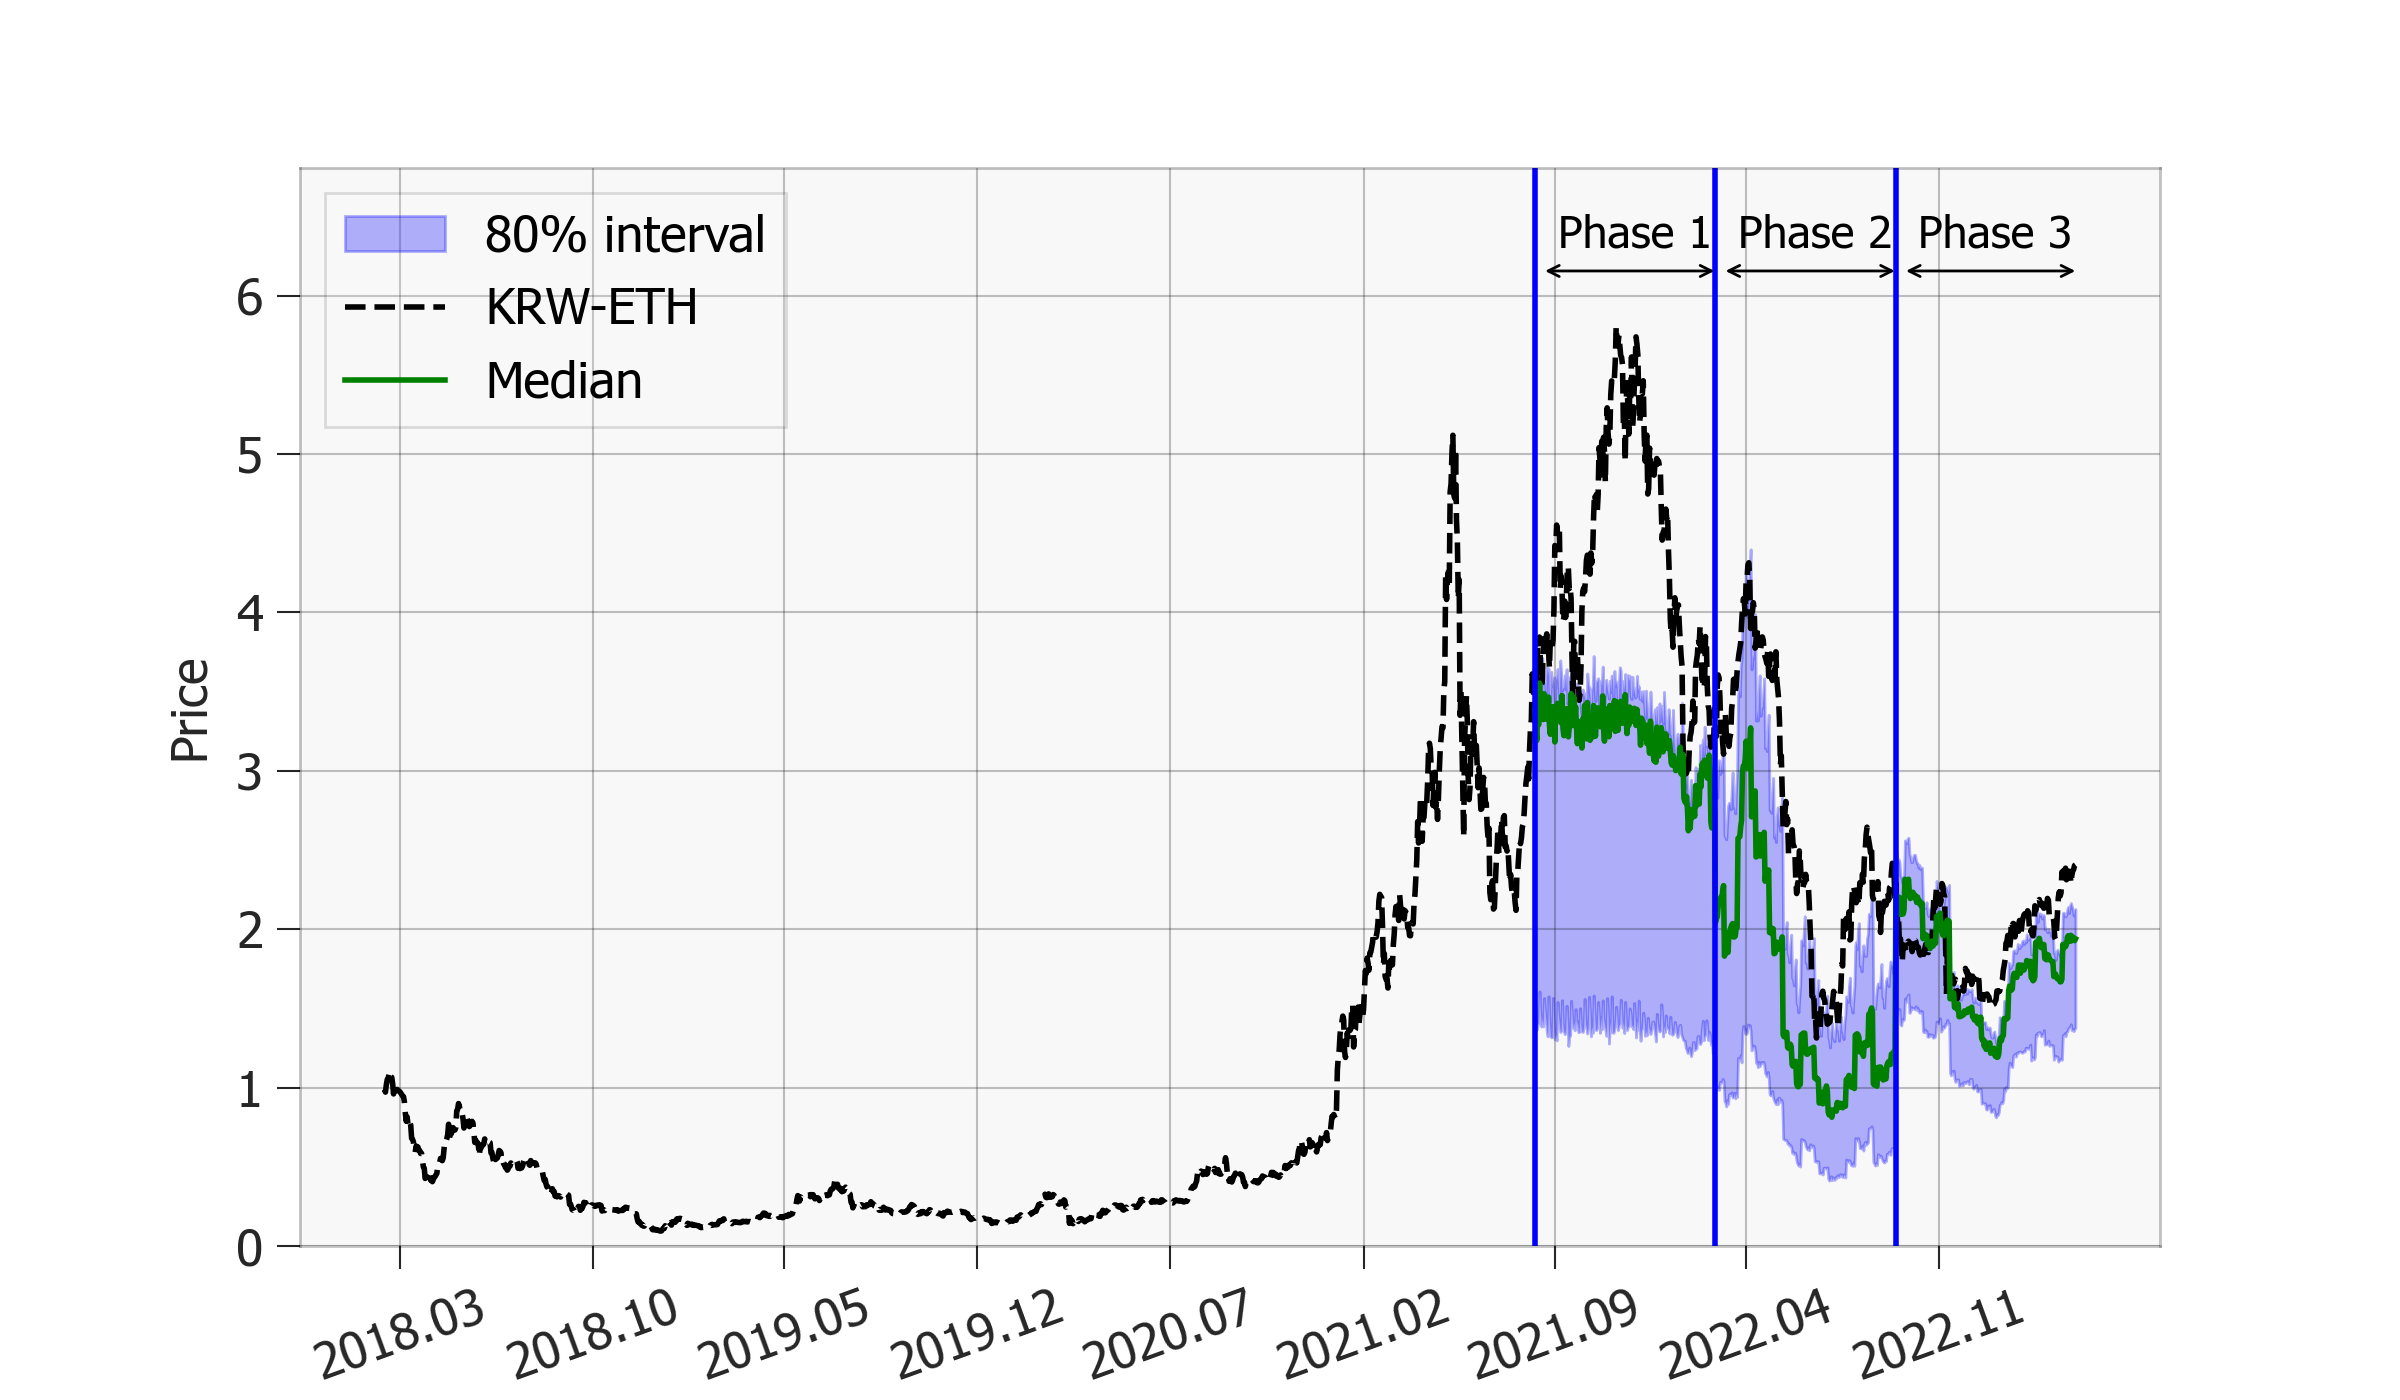 80% interval
KRW-ETH
Median
Phase 1
Phase 2
Phase 3
Price
6
5
4
3
2
1
0
2018.03
2018.10
2019.05
2019.12
2020.07
2021.02
2021.09
2022.04
2022.11